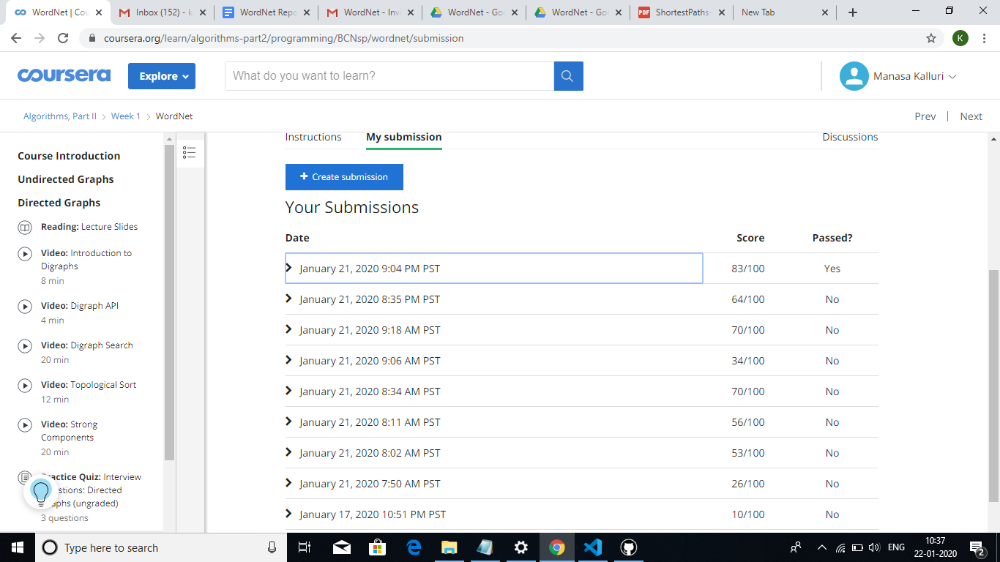 WordNet | Cou
Inbox (152) - k
WordNet Repo
WordNet - Invi
WordNet - Goo
WordNet - Goo
ShortestPaths-
New Tab
coursera.org/learn/algorithms-part2/programming/BCNsp/wordnet/submission
K
coursera
Explore
What do you want to learn?
Manasa Kalluri
Algorithms, Part II > Week 1 > WordNet
Prev | Next
Course Introduction
Undirected Graphs
Directed Graphs
Reading: Lecture Slides
Video: Introduction to
Digraphs
8 min
Video: Digraph API
4 min
Video: Digraph Search
20 min
Video: Topological Sort
12 min
Video: Strong
Components
20 min
Practice Quiz: Interview
Directed
(ungraded)
3 questions
Instructions
My submission
Discussions
+ Create submission
Your Submissions
Date Score Passed?
January 21, 2020 9:04 PM PST 83/100 Yes
January 21, 2020 8:35 PM PST 64/100 No
January 21, 2020 9:18 AM PST 70/100 No
January 21, 2020 9:06 AM PST 34/100 No
January 21, 2020 8:34 AM PST 70/100 No
January 21, 2020 8:11 AM PST 56/100 No
January 21, 2020 8:02 AM PST 53/100 No
January 21, 2020 7:50 AM PST 26/100 No
January 17, 2020 10:51 PM PST 10/100 No
Type here to search
ENG
10:37
22-01-2020
2